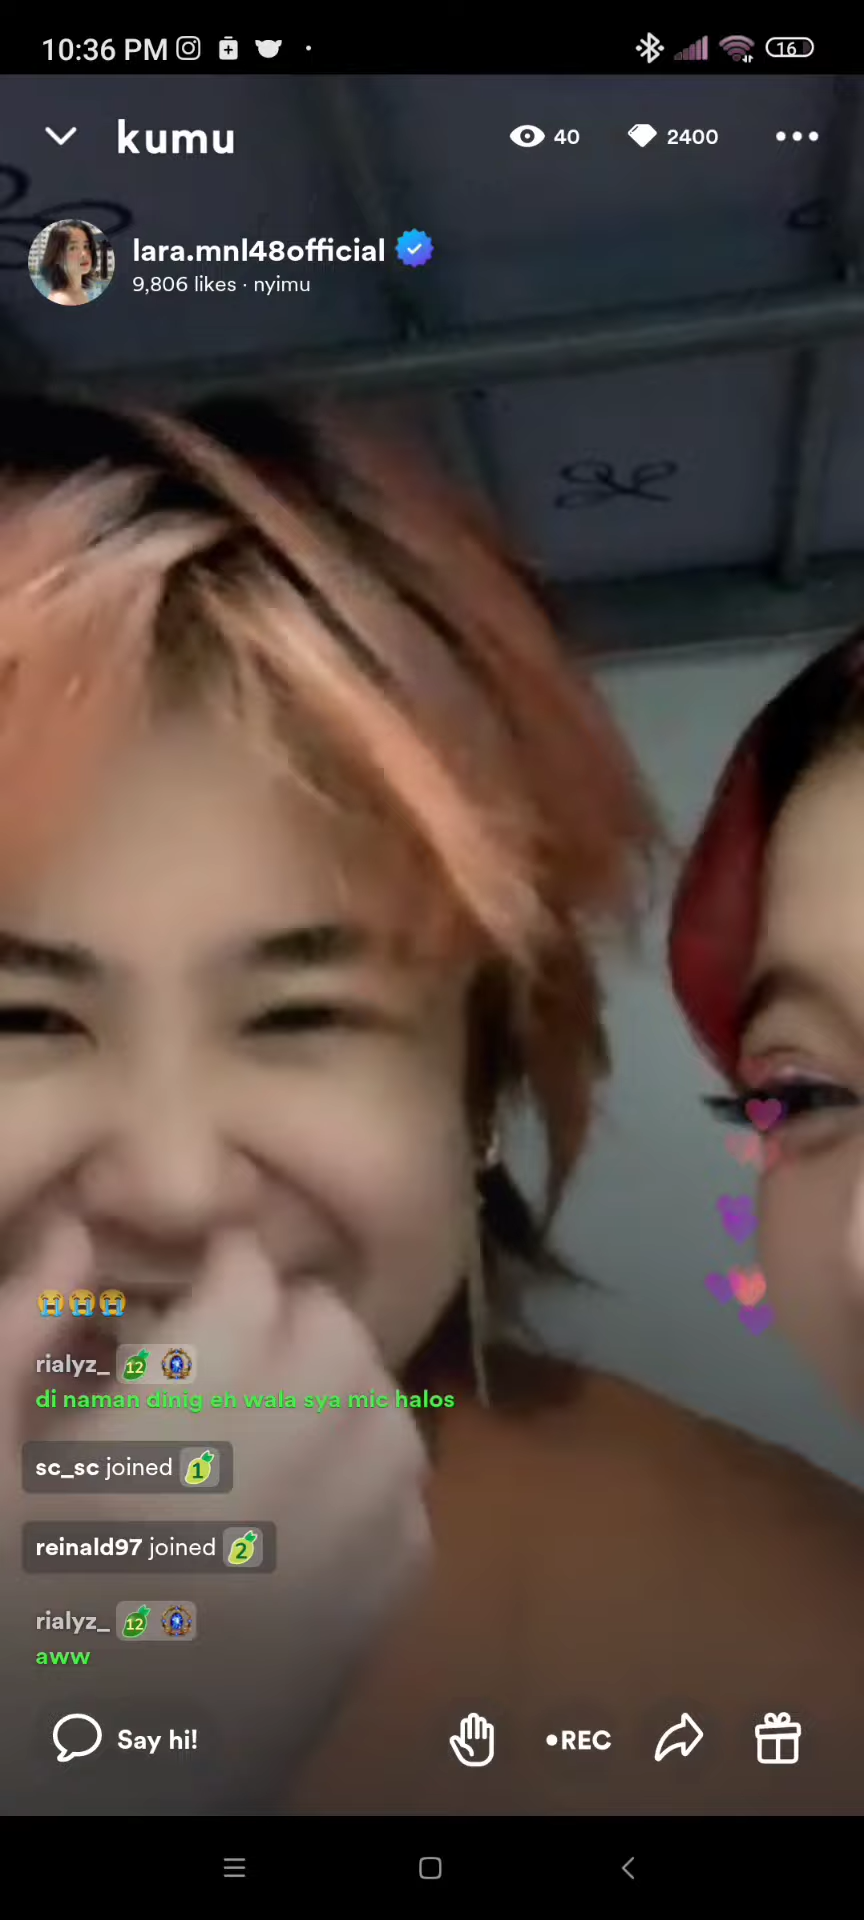 10:36 PM
16
kumu
40
2400
lara.mnl48official
9,806 likes · nyimu
😭😭😭
rialyz_ 12
di naman dinig eh wala sya mic halos
sc_sc joined 1
reinald97 joined 2
rialyz_ 12
aww
Say hi!
•REC